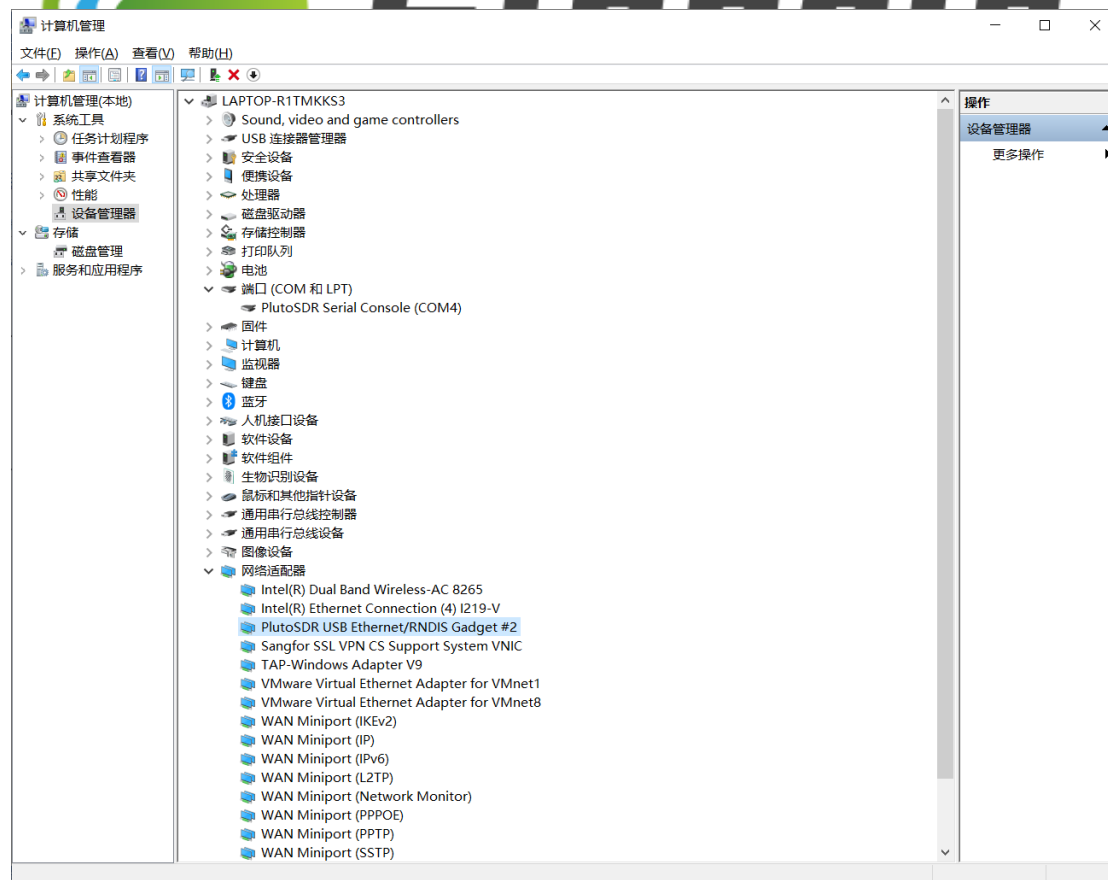 计算机管理
文件(F) 操作(A) 查看(V) 帮助(H)
计算机管理(本地)
系统工具
任务计划程序
事件查看器
共享文件夹
性能
设备管理器
存储
磁盘管理
服务和应用程序
LAPTOP-R1TMKKS3
Sound, video and game controllers
USB 连接器管理器
安全设备
便携设备
处理器
磁盘驱动器
存储控制器
打印队列
电池
端口 (COM 和 LPT)
PlutoSDR Serial Console (COM4)
固件
计算机
监视器
键盘
蓝牙
人机接口设备
软件设备
软件组件
生物识别设备
鼠标和其他指针设备
通用串行总线控制器
通用串行总线设备
图像设备
网络适配器
Intel(R) Dual Band Wireless-AC 8265
Intel(R) Ethernet Connection (4) I219-V
PlutoSDR USB Ethernet/RNDIS Gadget #2
Sangfor SSL VPN CS Support System VNIC
TAP-Windows Adapter V9
VMware Virtual Ethernet Adapter for VMnet1
VMware Virtual Ethernet Adapter for VMnet8
WAN Miniport (IKEv2)
WAN Miniport (IP)
WAN Miniport (IPv6)
WAN Miniport (L2TP)
WAN Miniport (Network Monitor)
WAN Miniport (PPPOE)
WAN Miniport (PPTP)
WAN Miniport (SSTP)
操作
设备管理器
更多操作